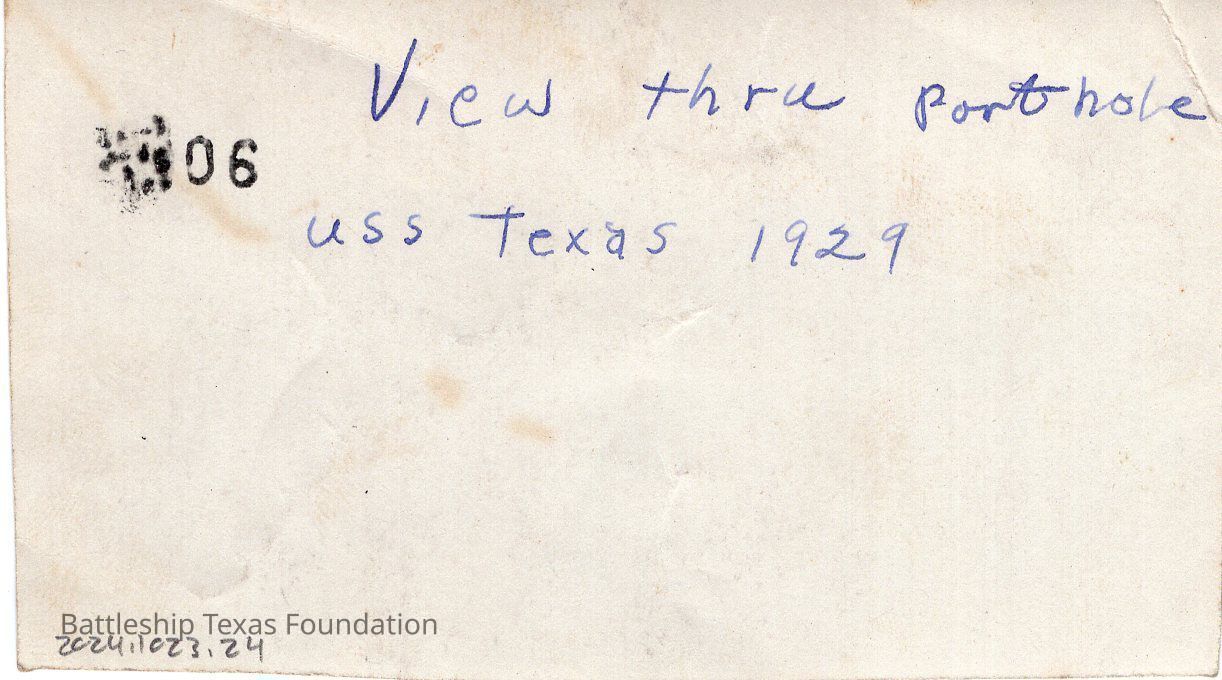 View thru porthole
06
uss Texas 1929
Battleship Texas Foundation
2024.1023.24